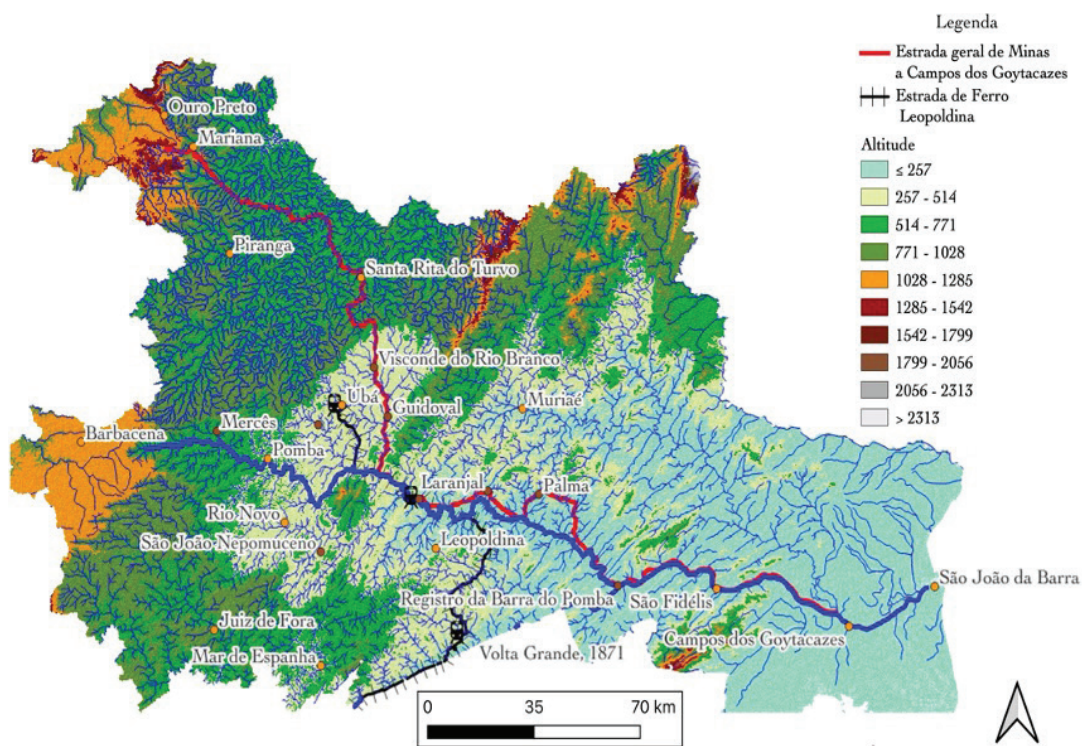 Legenda
Estrada geral de Minas
a Campos dos Goytacazes
Estrada de Ferro
Leopoldina
Altitude
≤ 257
257 - 514
514 - 771
771 - 1028
1028 - 1285
1285 - 1542
1542 - 1799
1799 - 2056
2056 - 2313
> 2313
Ouro Preto
Mariana
Piranga
Santa Rita do Turvo
Visconde do Rio Branco
Ubá
Guidoval
Muriaé
Mercês
Barbacena
Pomba
Laranjal
Palma
Rio Novo
São João Nepomuceno
Leopoldina
Registro da Barra do Pomba
São Fidélis
São João da Barra
Juiz de Fora
Campos dos Goytacazes
Mar de Espanha
Volta Grande, 1871
0 35 70 km